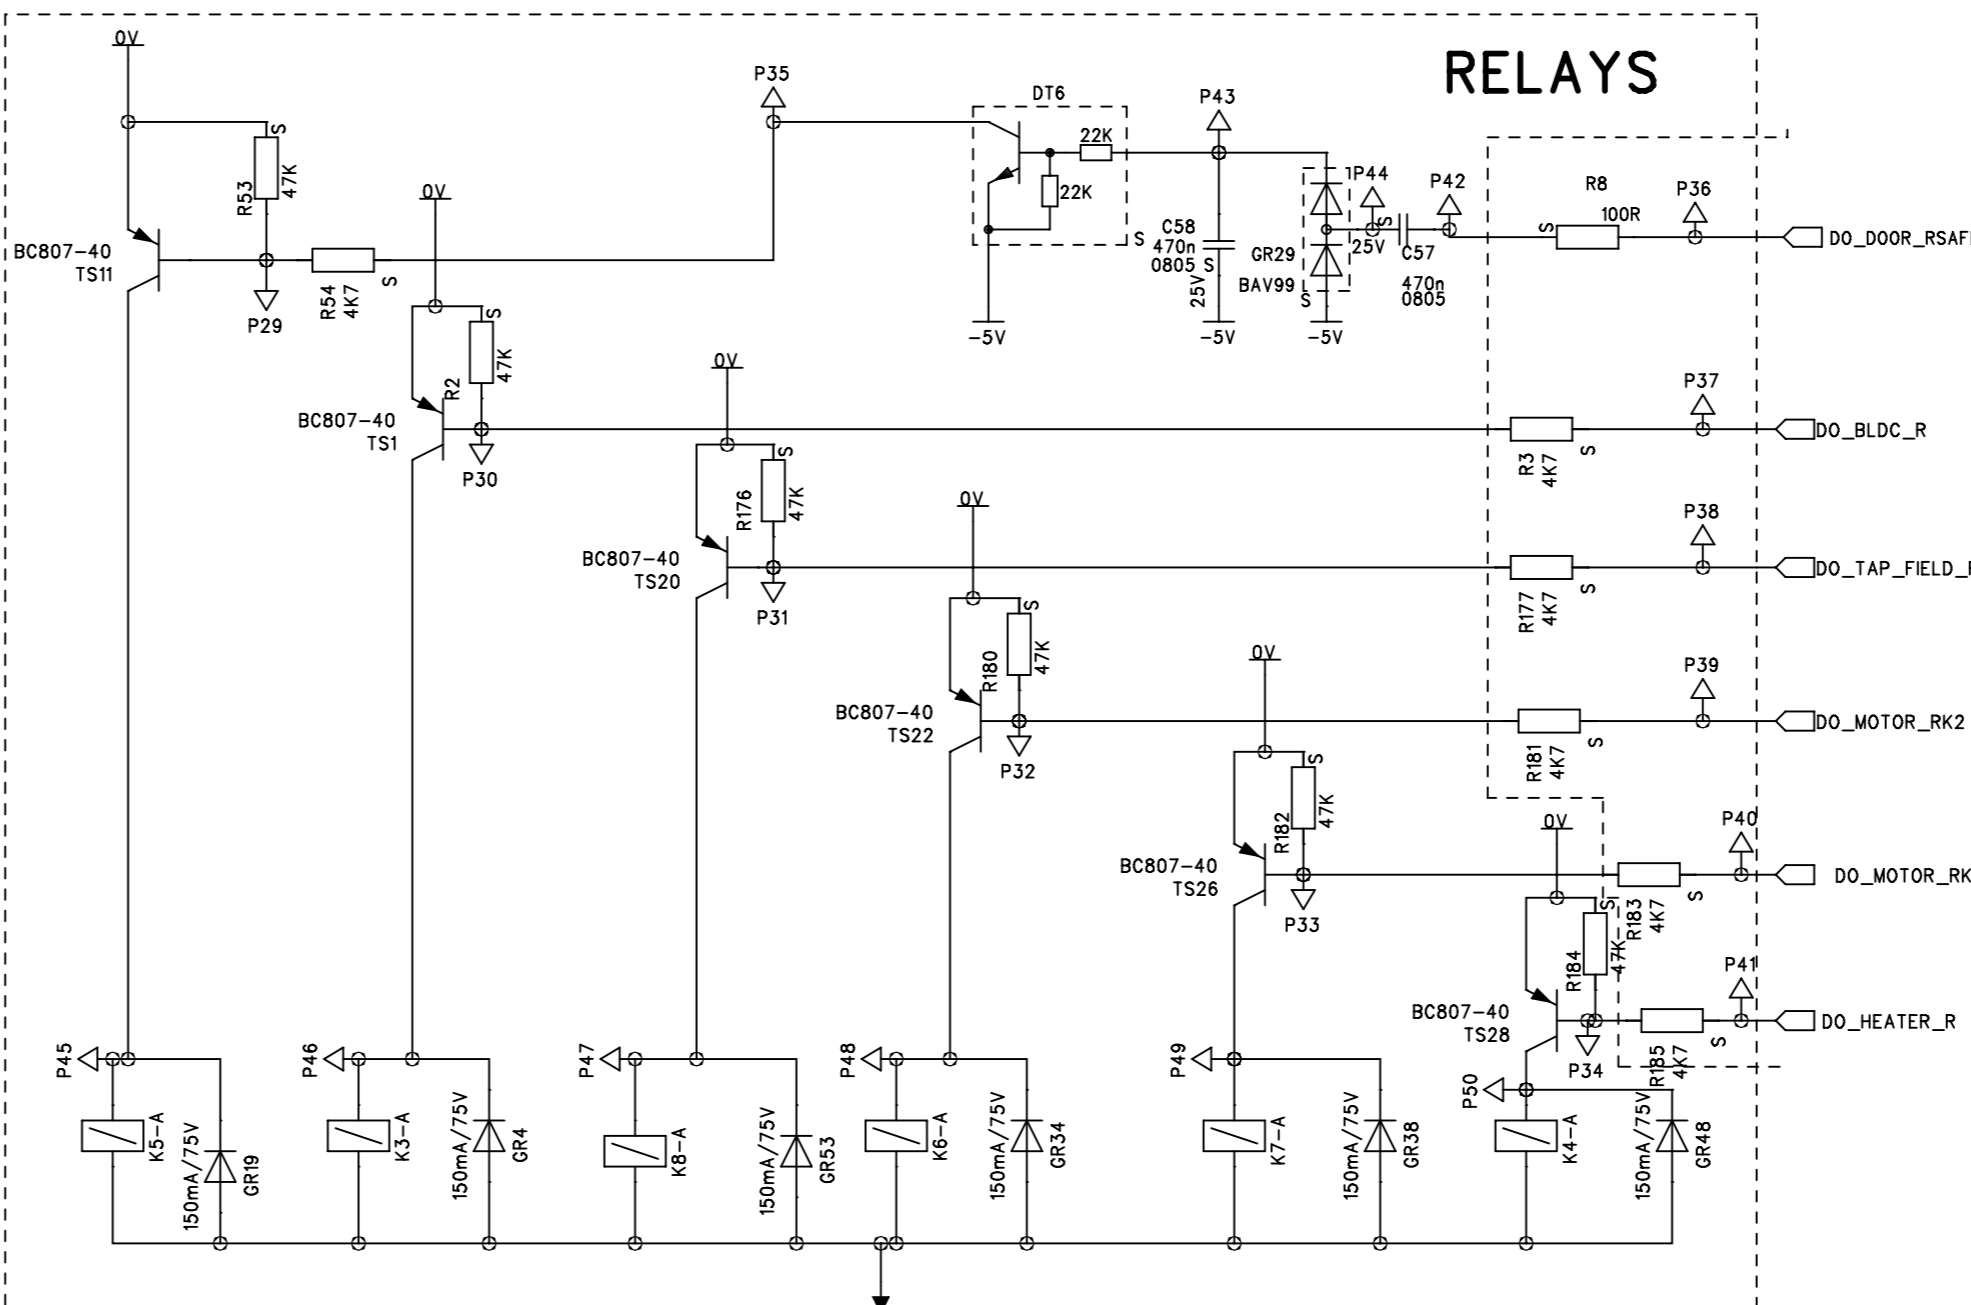 RELAYS
0V
P35
DT6
P43
22K
22K
S
R53
47K
S
0V
BC807-40
TS11
P29
R54
4K7
S
C58
470n
0805
S
25V
-5V
-5V
-5V
GR29
BAV99
S
P44
S
25V
C57
470n
0805
P42
R8
100R
S
P36
S
47K
R2
BC807-40
TS1
P30
0V
P37
R3
4K7
S
DO_BLDC_R
S
47K
R176
BC807-40
TS20
P31
0V
P38
R177
4K7
S
S
47K
R180
BC807-40
TS22
P32
0V
P39
R181
4K7
S
DO_MOTOR_RK2
S
47K
R182
BC807-40
TS26
P33
0V
P40
R183
4K7
S
DO_MOTOR_RK
S
47K
R184
BC807-40
TS28
P34
P41
R185
4K7
S
DO_HEATER_R
P45
K5-A
150mA/75V
GR19
P46
K3-A
150mA/75V
GR4
P47
K8-A
150mA/75V
GR53
P48
K6-A
150mA/75V
GR34
P49
K7-A
150mA/75V
GR38
P50
K4-A
150mA/75V
GR48